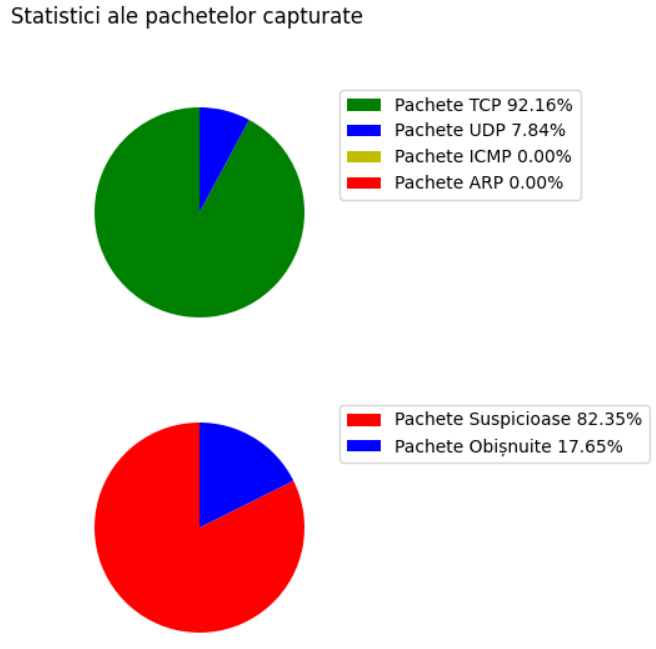 Statistici ale pachetelor capturate
Pachete TCP 92.16%
Pachete UDP 7.84%
Pachete ICMP 0.00%
Pachete ARP 0.00%
Pachete Suspicioase 82.35%
Pachete Obișnuite 17.65%